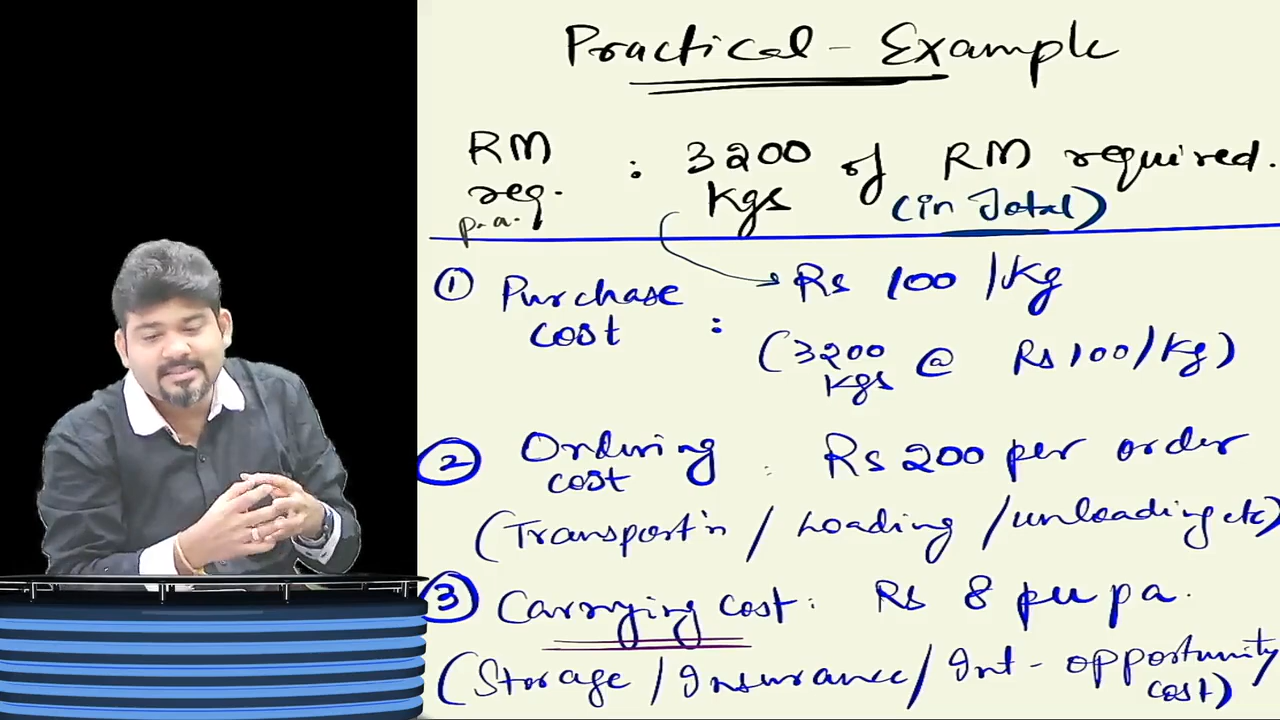 Practical - Example
RM req. p.a. : 3200 kgs of RM required. (in Total)
① Purchase cost : Rs 100 /Kg
(3200 kgs @ Rs 100/Kg)
② Ordering cost : Rs 200 per order
(Transport'n / Loading / unloading etc)
③ Carrying cost : Rs 8 pu pa.
(Storage / Insurance / Int - opportunity cost)